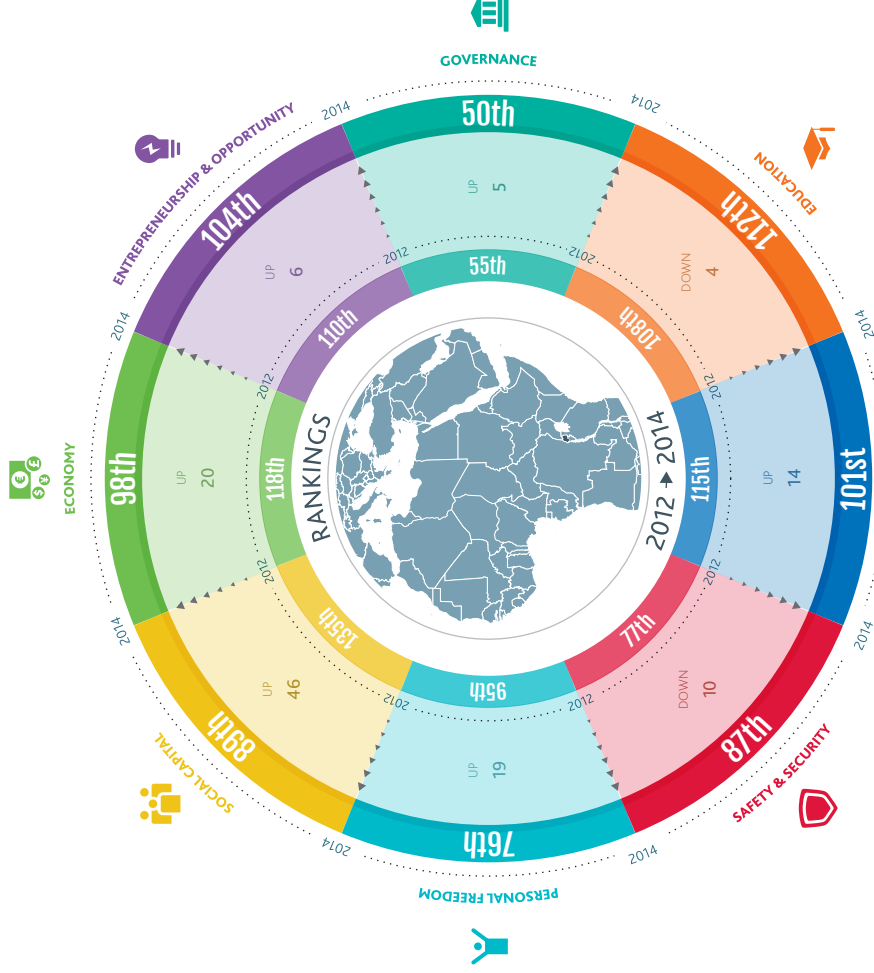 GOVERNANCE
2014
50th
UP
5
2012
55th
2014
EDUCATION
112th
DOWN
4
2012
108th
2014
101st
UP
14
2012
115th
2014
SAFETY & SECURITY
87th
DOWN
10
2012
77th
2014
PERSONAL FREEDOM
76th
UP
19
2012
95th
2014
SOCIAL CAPITAL
89th
UP
46
2012
135th
2014
ECONOMY
98th
UP
20
2012
118th
2014
ENTREPRENEURSHIP & OPPORTUNITY
104th
UP
6
2012
110th
RANKINGS
2012 → 2014
€
£
$
¥